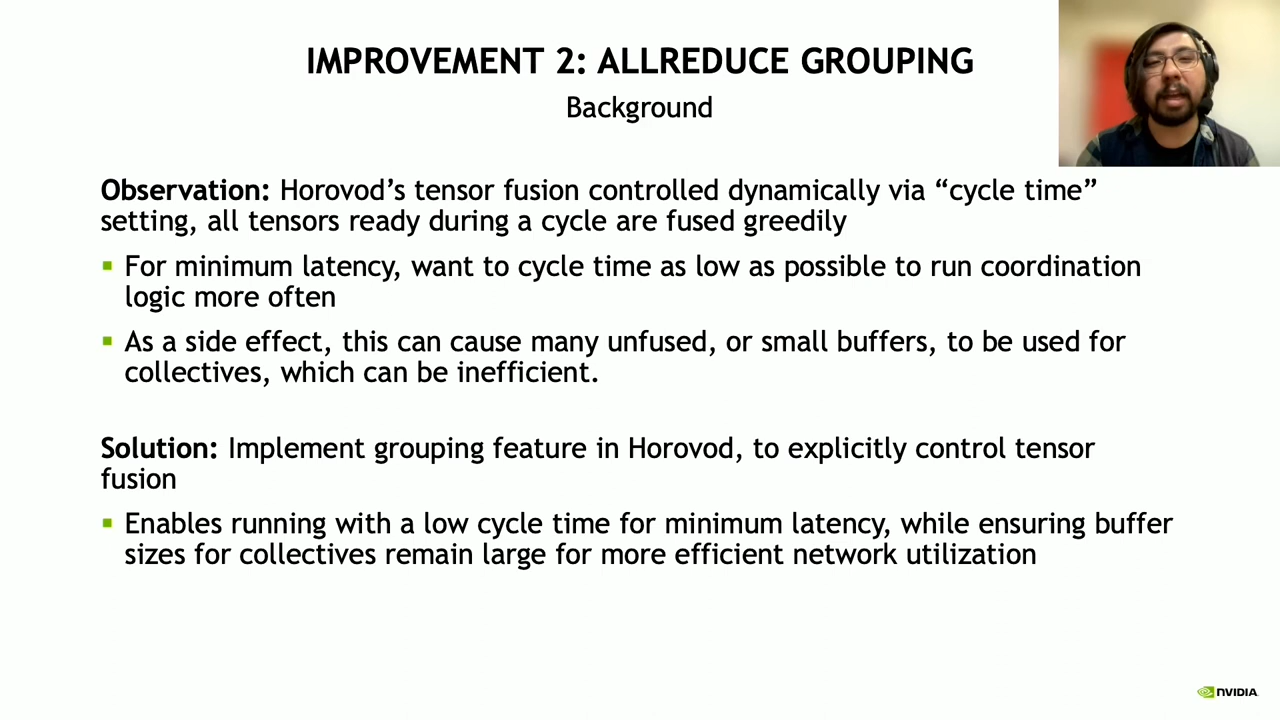 IMPROVEMENT 2: ALLREDUCE GROUPING
Background
Observation: Horovod’s tensor fusion controlled dynamically via “cycle time”
setting, all tensors ready during a cycle are fused greedily
▪ For minimum latency, want to cycle time as low as possible to run coordination
logic more often
▪ As a side effect, this can cause many unfused, or small buffers, to be used for
collectives, which can be inefficient.
Solution: Implement grouping feature in Horovod, to explicitly control tensor
fusion
▪ Enables running with a low cycle time for minimum latency, while ensuring buffer
sizes for collectives remain large for more efficient network utilization
NVIDIA